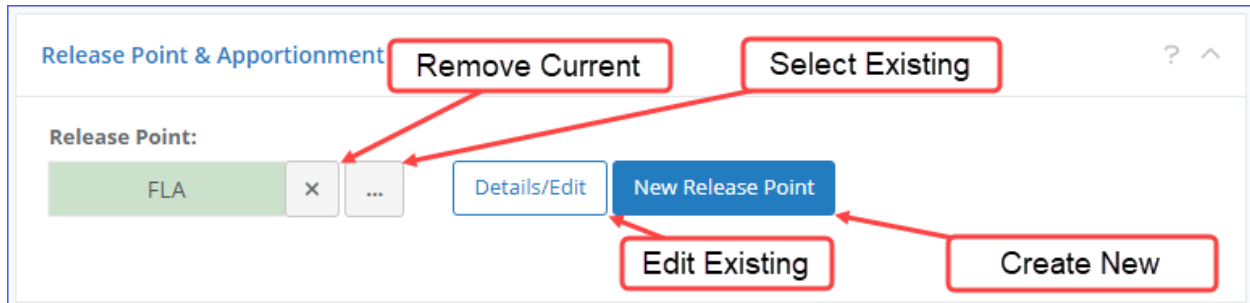 Release Point & Apportionment
Remove Current
Select Existing
?
Release Point:
FLA
×
...
Details/Edit
New Release Point
Edit Existing
Create New